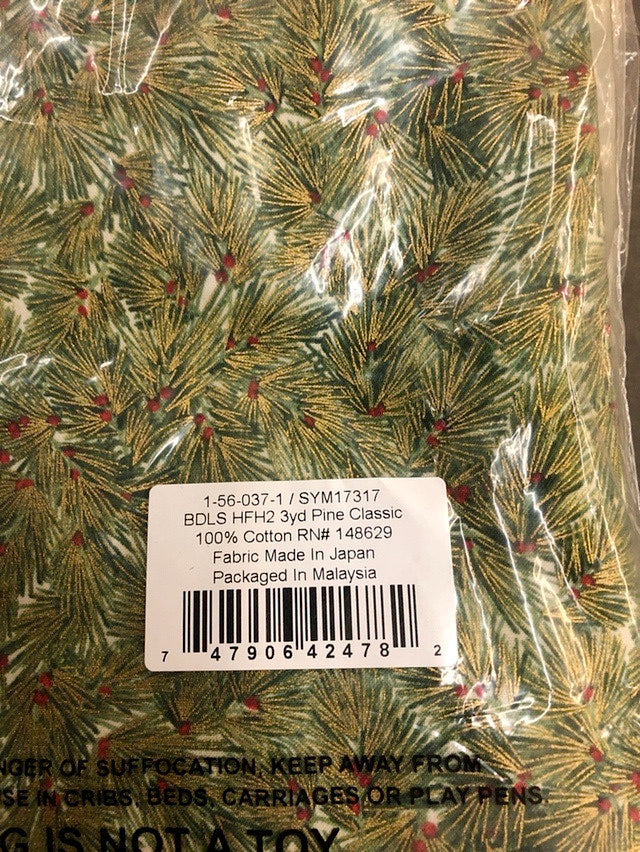 1-56-037-1 / SYM17317
BDLS HFH2 3yd Pine Classic
100% Cotton RN# 148629
Fabric Made In Japan
Packaged In Malaysia
7 47906 42478 2
NGER OF SUFFOCATION, KEEP AWAY FROM
SE IN CRIBS, BEDS, CARRIAGES OR PLAY PENS.
G IS NOT A TOY